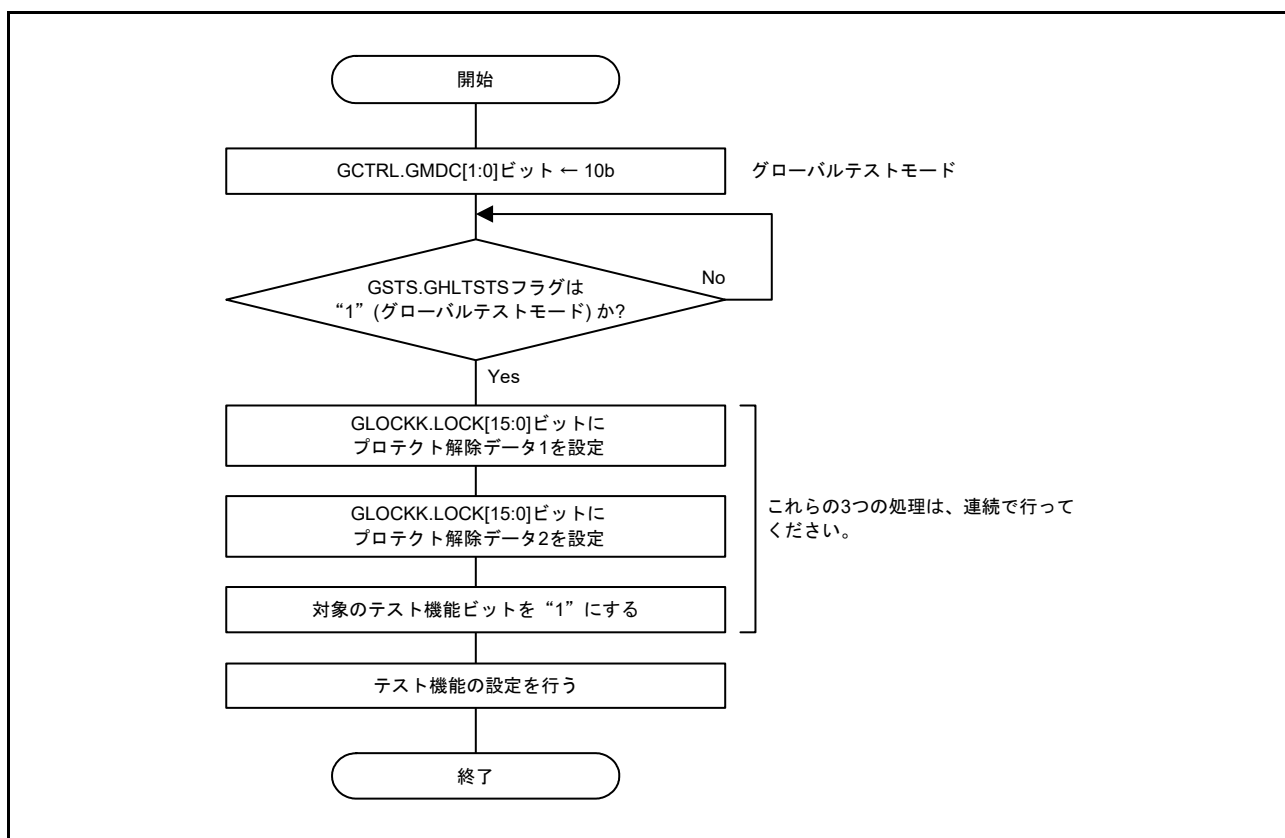 開始
GCTRL.GMDC[1:0]ビット ← 10b
グローバルテストモード
GSTS.GHLTSTSフラグは
“1” (グローバルテストモード) か?
No
Yes
GLOCKK.LOCK[15:0]ビットに
プロテクト解除データ1を設定
GLOCKK.LOCK[15:0]ビットに
プロテクト解除データ2を設定
これらの3つの処理は、連続で行って
ください。
対象のテスト機能ビットを“1”にする
テスト機能の設定を行う
終了